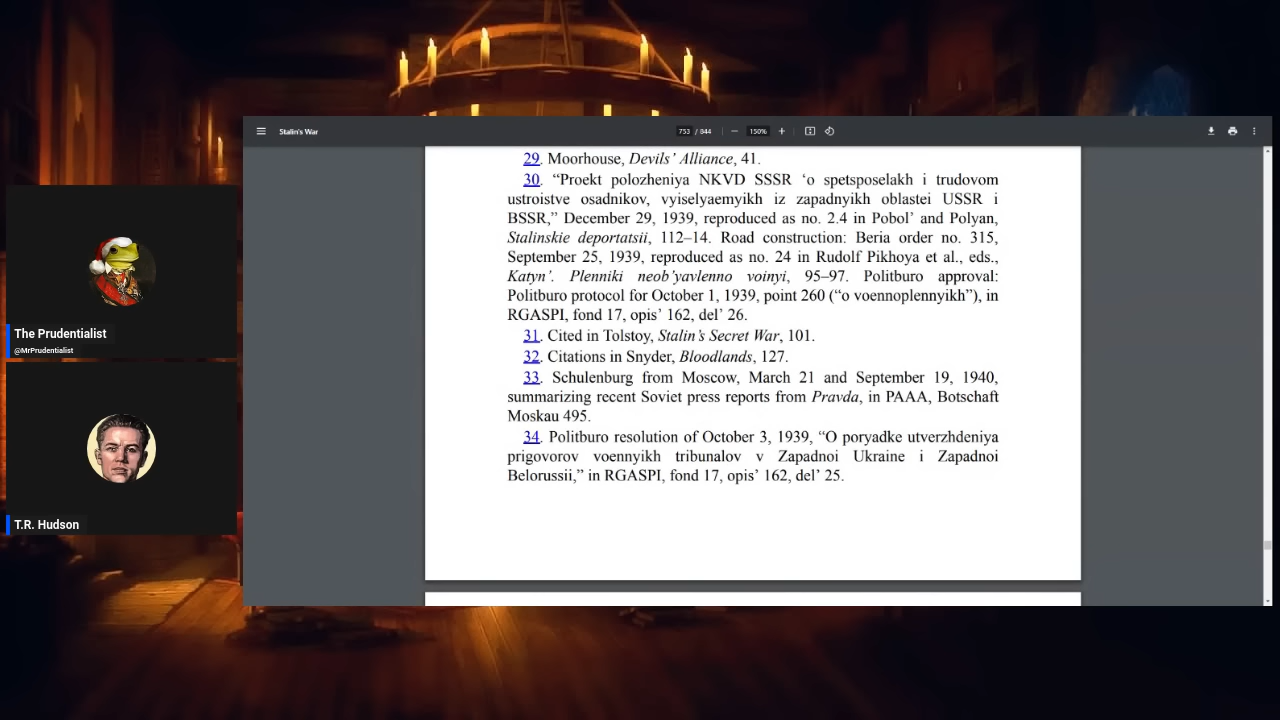 Stalin's War
753 / 844
150%
29. Moorhouse, Devils' Alliance, 41.
30. “Proekt polozheniya NKVD SSSR ‘o spetsposelakh i trudovom
ustroistve osadnikov, vyiselyaemyikh iz zapadnyikh oblastei USSR i
BSSR,” December 29, 1939, reproduced as no. 2.4 in Pobol’ and Polyan,
Stalinskie deportatsii, 112–14. Road construction: Beria order no. 315,
September 25, 1939, reproduced as no. 24 in Rudolf Pikhoya et al., eds.,
Katyn’. Plenniki neob’yavlenno voinyi, 95–97. Politburo approval:
Politburo protocol for October 1, 1939, point 260 (“o voennoplennyikh”), in
RGASPI, fond 17, opis’ 162, del’ 26.
31. Cited in Tolstoy, Stalin’s Secret War, 101.
32. Citations in Snyder, Bloodlands, 127.
33. Schulenburg from Moscow, March 21 and September 19, 1940,
summarizing recent Soviet press reports from Pravda, in PAAA, Botschaft
Moskau 495.
34. Politburo resolution of October 3, 1939, “O poryadke utverzhdeniya
prigovorov voennyikh tribunalov v Zapadnoi Ukraine i Zapadnoi
Belorussii,” in RGASPI, fond 17, opis’ 162, del’ 25.
The Prudentialist
@MrPrudentialist
T.R. Hudson